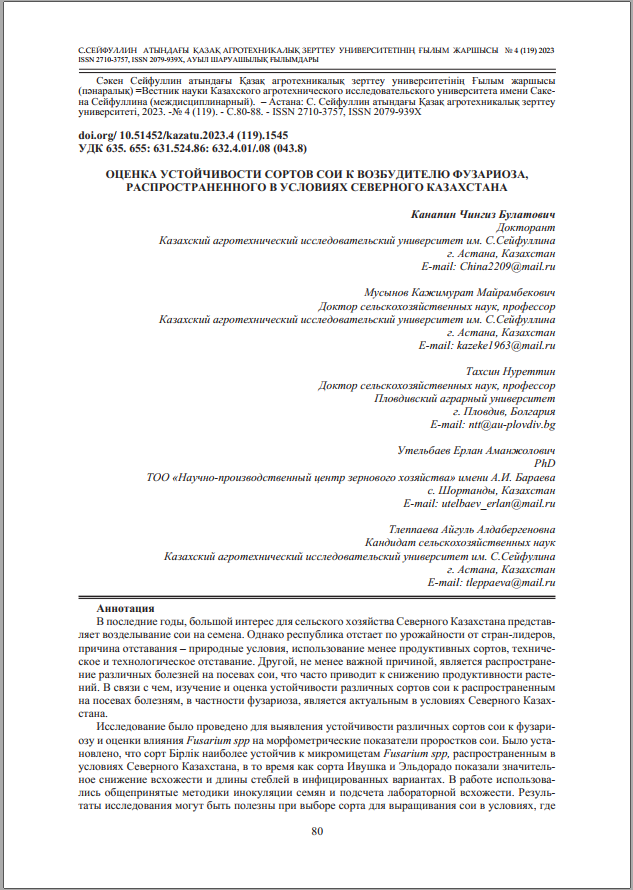 С.СЕЙФУЛЛИН АТЫНДАҒЫ ҚАЗАҚ АГРОТЕХНИКАЛЫҚ ЗЕРТТЕУ УНИВЕРСИТЕТІНІҢ ҒЫЛЫМ ЖАРШЫСЫ № 4 (119) 2023
ISSN 2710-3757, ISSN 2079-939X, АУЫЛ ШАРУАШЫЛЫҚ ҒЫЛЫМДАРЫ
Сәкен Сейфуллин атындағы Қазақ агротехникалық зерттеу университетінің Ғылым жаршысы
(пәнаралық) =Вестник науки Казахского агротехнического исследовательского университета имени Саке-
на Сейфуллина (междисциплинарный). – Астана: С. Сейфуллин атындағы Қазақ агротехникалық зерттеу
университеті, 2023. -№ 4 (119). - С.80-88. - ISSN 2710-3757, ISSN 2079-939X
doi.org/ 10.51452/kazatu.2023.4 (119).1545
УДК 635. 655: 631.524.86: 632.4.01/.08 (043.8)
ОЦЕНКА УСТОЙЧИВОСТИ СОРТОВ СОИ К ВОЗБУДИТЕЛЮ ФУЗАРИОЗА,
РАСПРОСТРАНЕННОГО В УСЛОВИЯХ СЕВЕРНОГО КАЗАХСТАНА
Канапин Чингиз Булатович
Докторант
Казахский агротехнический исследовательский университет им. С.Сейфуллина
г. Астана, Казахстан
E-mail: China2209@mail.ru
Мусынов Кажимурат Майрамбекович
Доктор сельскохозяйственных наук, профессор
Казахский агротехнический исследовательский университет им. С.Сейфуллина
г. Астана, Казахстан
E-mail: kazeke1963@mail.ru
Тахсин Нуреттин
Доктор сельскохозяйственных наук, профессор
Пловдивский аграрный университет
г. Пловдив, Болгария
E-mail: ntt@au-plovdiv.bg
Утельбаев Ерлан Аманжолович
PhD
ТОО «Научно-производственный центр зернового хозяйства» имени А.И. Бараева
с. Шортанды, Казахстан
E-mail: utelbaev_erlan@mail.ru
Тлеппаева Айгуль Алдабергеновна
Кандидат сельскохозяйственных наук
Казахский агротехнический исследовательский университет им. С.Сейфулина
г. Астана, Казахстан
E-mail: tleppaeva@mail.ru
Аннотация
В последние годы, большой интерес для сельского хозяйства Северного Казахстана представ-
ляет возделывание сои на семена. Однако республика отстает по урожайности от стран-лидеров,
причина отставания – природные условия, использование менее продуктивных сортов, техниче-
ское и технологическое отставание. Другой, не менее важной причиной, является распростране-
ние различных болезней на посевах сои, что часто приводит к снижению продуктивности расте-
ний. В связи с чем, изучение и оценка устойчивости различных сортов сои к распространенным
на посевах болезням, в частности фузариоза, является актуальным в условиях Северного Казах-
стана.
Исследование было проведено для выявления устойчивости различных сортов сои к фузари-
озу и оценки влияния Fusarium spp на морфометрические показатели проростков сои. Было уста-
новлено, что сорт Бірлік наиболее устойчив к микромицетам Fusarium spp, распространенным в
условиях Северного Казахстана, в то время как сорта Ивушка и Эльдорадо показали значитель-
ное снижение всхожести и длины стеблей в инфицированных вариантах. В работе использова-
лись общепринятые методики инокуляции семян и подсчета лабораторной всхожести. Резуль-
таты исследования могут быть полезны при выборе сорта для выращивания сои в условиях, где
80